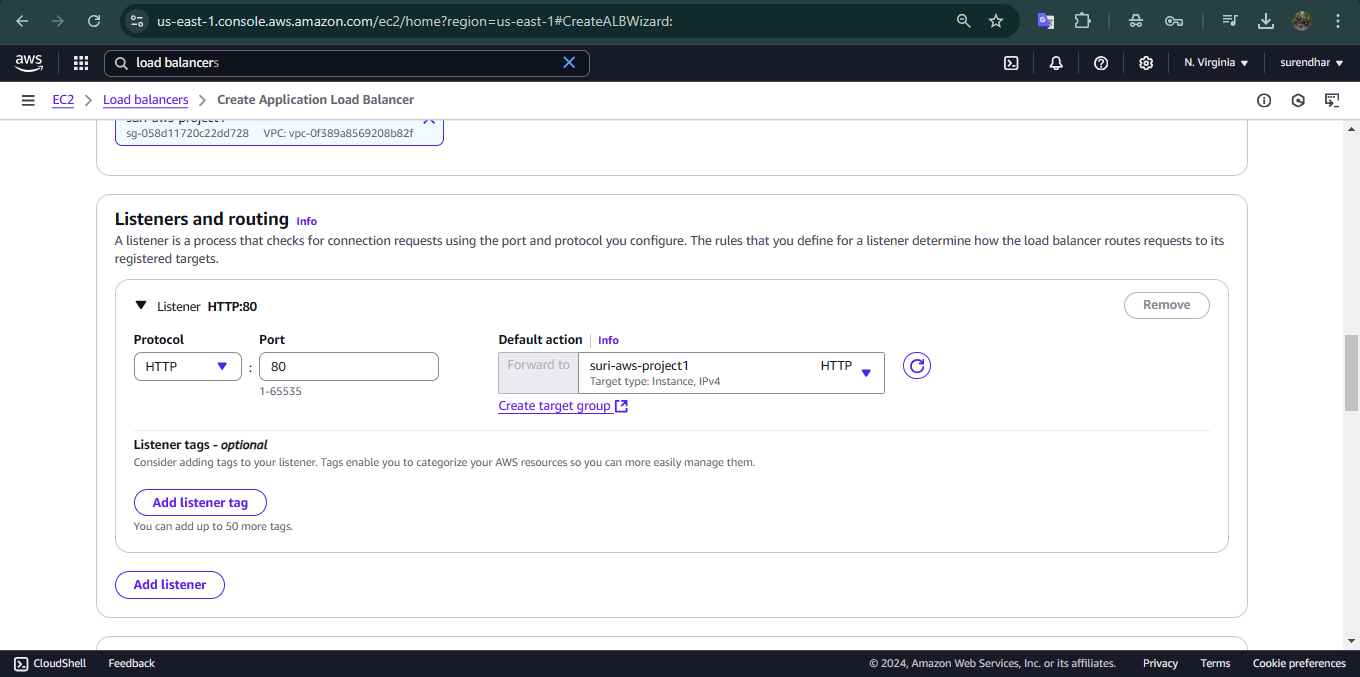 us-east-1.console.aws.amazon.com/ec2/home?region=us-east-1#CreateALBWizard:
aws
load balancers
N. Virginia
surendhar
EC2
Load balancers
Create Application Load Balancer
suri-aws-project1
sg-058d11720c22dd728 VPC: vpc-0f389a8569208b82f
Listeners and routing Info
A listener is a process that checks for connection requests using the port and protocol you configure. The rules that you define for a listener determine how the load balancer routes requests to its
registered targets.
Listener HTTP:80
Remove
Protocol
Port
Default action Info
HTTP
:
80
Forward to
suri-aws-project1
HTTP
Target type: Instance, IPv4
1-65535
Create target group
Listener tags - optional
Consider adding tags to your listener. Tags enable you to categorize your AWS resources so you can more easily manage them.
Add listener tag
You can add up to 50 more tags.
Add listener
CloudShell
Feedback
© 2024, Amazon Web Services, Inc. or its affiliates.
Privacy
Terms
Cookie preferences